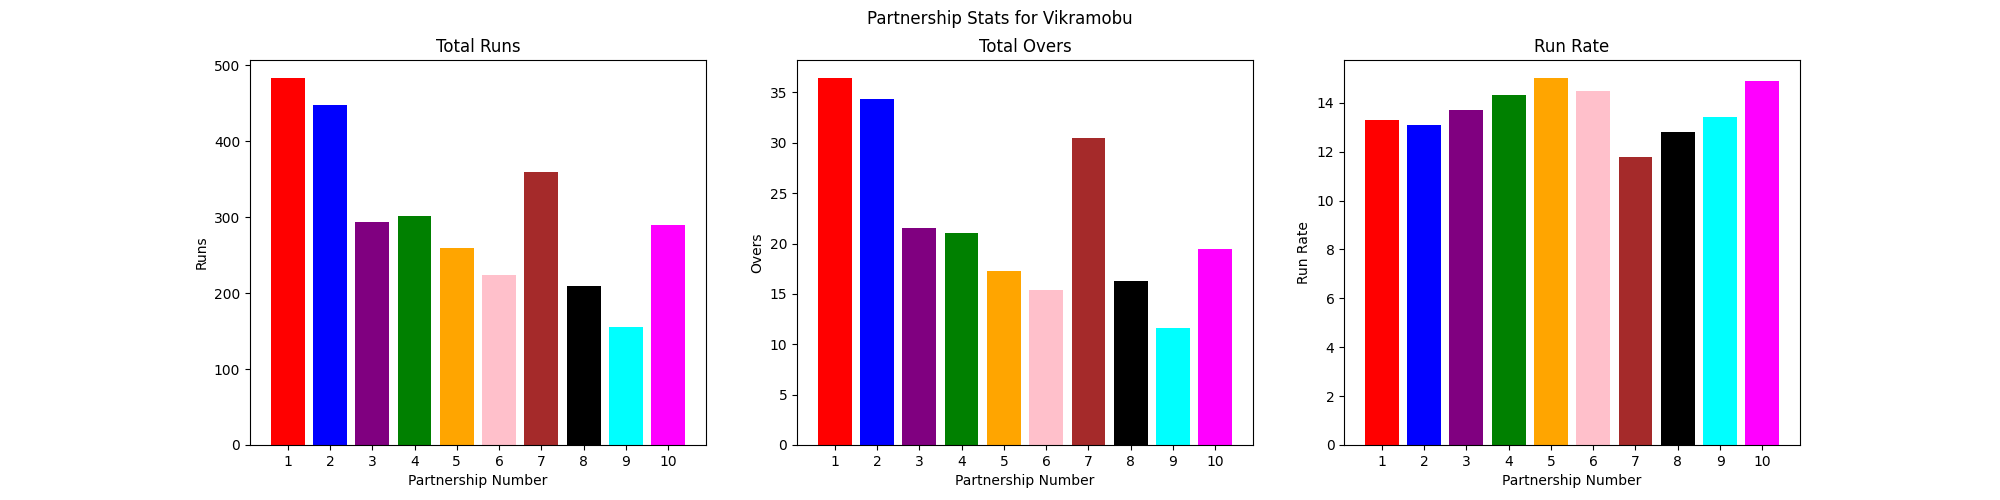 Partnership Stats for Vikramobu
Total Runs
500
400
300
200
100
0
Runs
1 2 3 4 5 6 7 8 9 10
Partnership Number
Total Overs
35
30
25
20
15
10
5
0
Overs
1 2 3 4 5 6 7 8 9 10
Partnership Number
Run Rate
14
12
10
8
6
4
2
0
Run Rate
1 2 3 4 5 6 7 8 9 10
Partnership Number